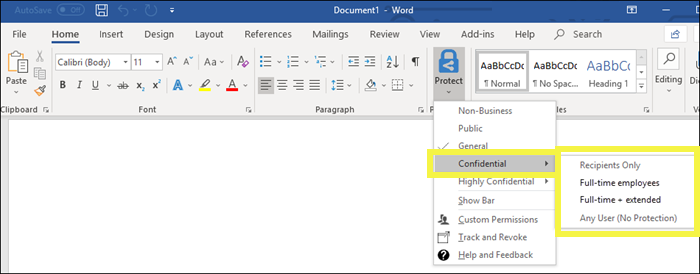 AutoSave Off Document1 - Word
File Home Insert Draw Design Layout References Mailings Review View Add-ins Help
Paste Calibri (Body) 11 A A Aa A
B I U ab x₂ x² A A
Protect
AaBbCcDc AaBbCcDc AaBbCc
¶ Normal ¶ No Spac... Heading 1
Editing
Clipboard Font Paragraph
Non-Business
Public
General
Confidential
Recipients Only
Highly Confidential
Full-time employees
Show Bar
Full-time + extended
Custom Permissions
Any User (No Protection)
Track and Revoke
Help and Feedback